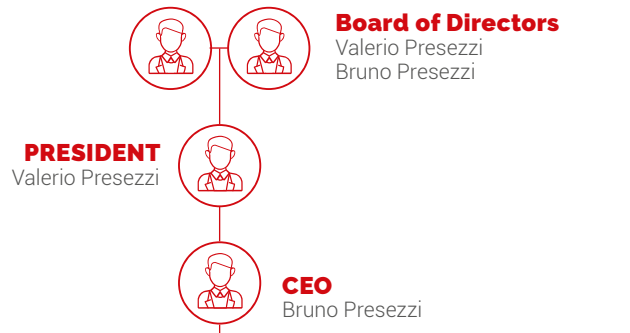 Board of Directors
Valerio Presezzi
Bruno Presezzi
PRESIDENT
Valerio Presezzi
CEO
Bruno Presezzi